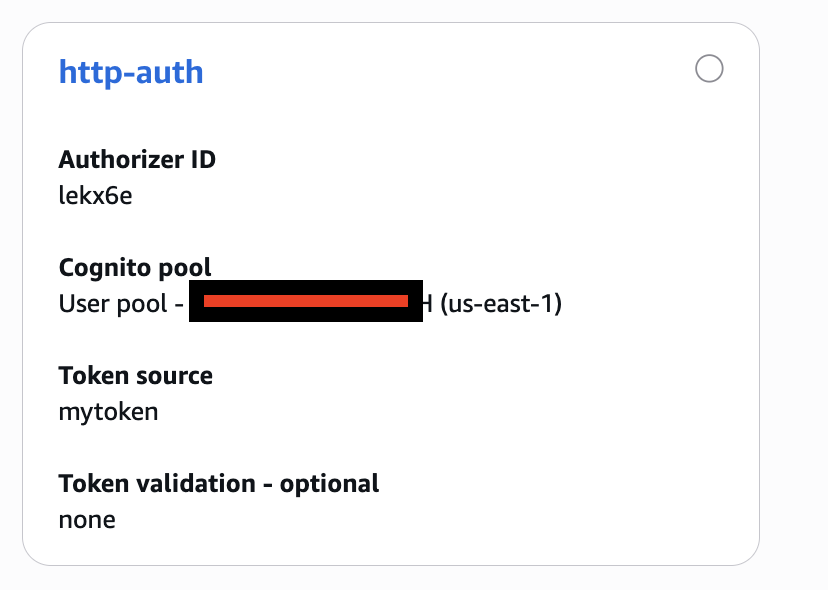 http-auth
Authorizer ID
lekx6e
Cognito pool
User pool - H (us-east-1)
Token source
mytoken
Token validation - optional
none